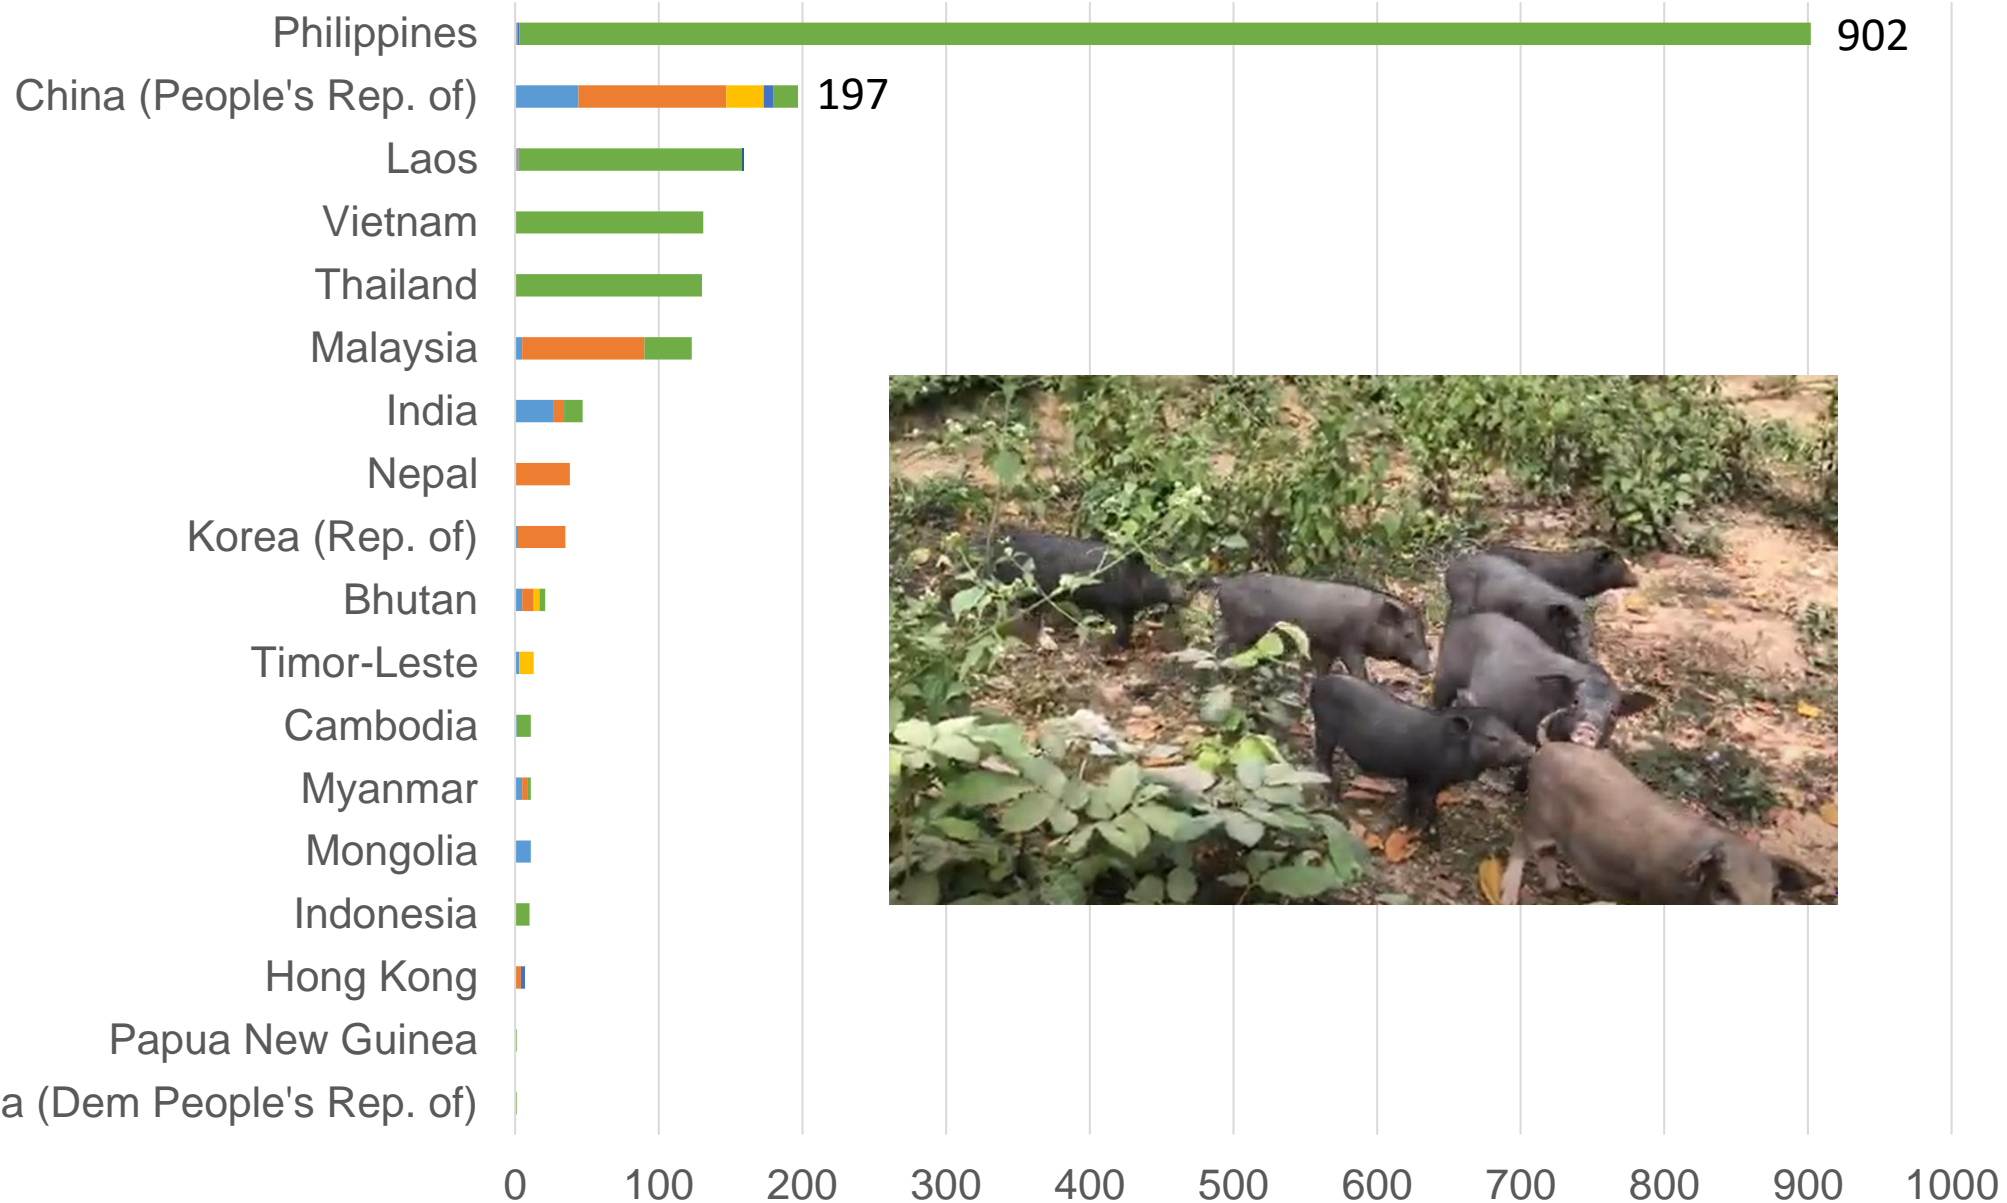 Philippines
902
China (People's Rep. of)
197
Laos
Vietnam
Thailand
Malaysia
India
Nepal
Korea (Rep. of)
Bhutan
Timor-Leste
Cambodia
Myanmar
Mongolia
Indonesia
Hong Kong
Papua New Guinea
a (Dem People's Rep. of)
0 100 200 300 400 500 600 700 800 900 1000